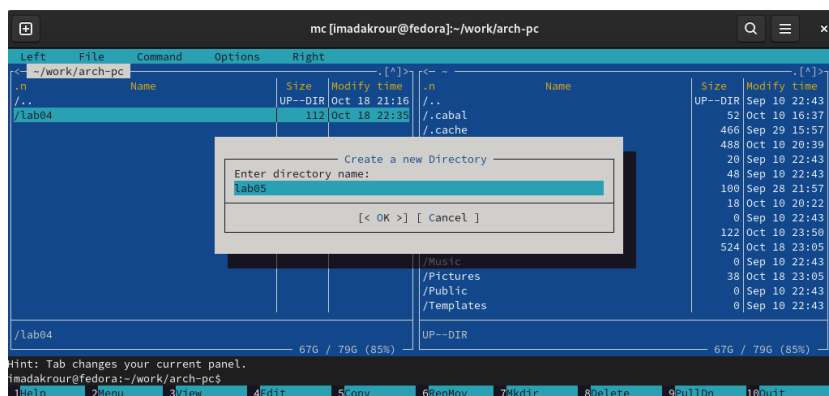 mc [imadakrour@fedora]:~/work/arch-pc
Left File Command Options Right
<─ ~/work/arch-pc .[^]> <─ ~ .[^]>
.n Name Size Modify time .n Name Size Modify time
/.. UP--DIR Oct 18 21:16 /.. UP--DIR Sep 10 22:43
/lab04 112 Oct 18 22:35 /.cabal 52 Oct 10 16:37
/.cache 466 Sep 29 15:57
488 Oct 10 20:39
Create a new Directory 20 Sep 10 22:43
Enter directory name: 48 Sep 10 22:43
lab05 100 Sep 28 21:57
18 Oct 10 20:22
[< OK >] [ Cancel ] 0 Sep 10 22:43
122 Oct 10 23:50
524 Oct 18 23:05
/Music 0 Sep 10 22:43
/Pictures 38 Oct 18 23:05
/Public 0 Sep 10 22:43
/Templates 0 Sep 10 22:43
/lab04 UP--DIR
67G / 79G (85%) 67G / 79G (85%)
Hint: Tab changes your current panel.
imadakrour@fedora:~/work/arch-pc$
1Help 2Menu 3View 4Edit 5Copy 6RenMov 7Mkdir 8Delete 9PullDn 10Quit